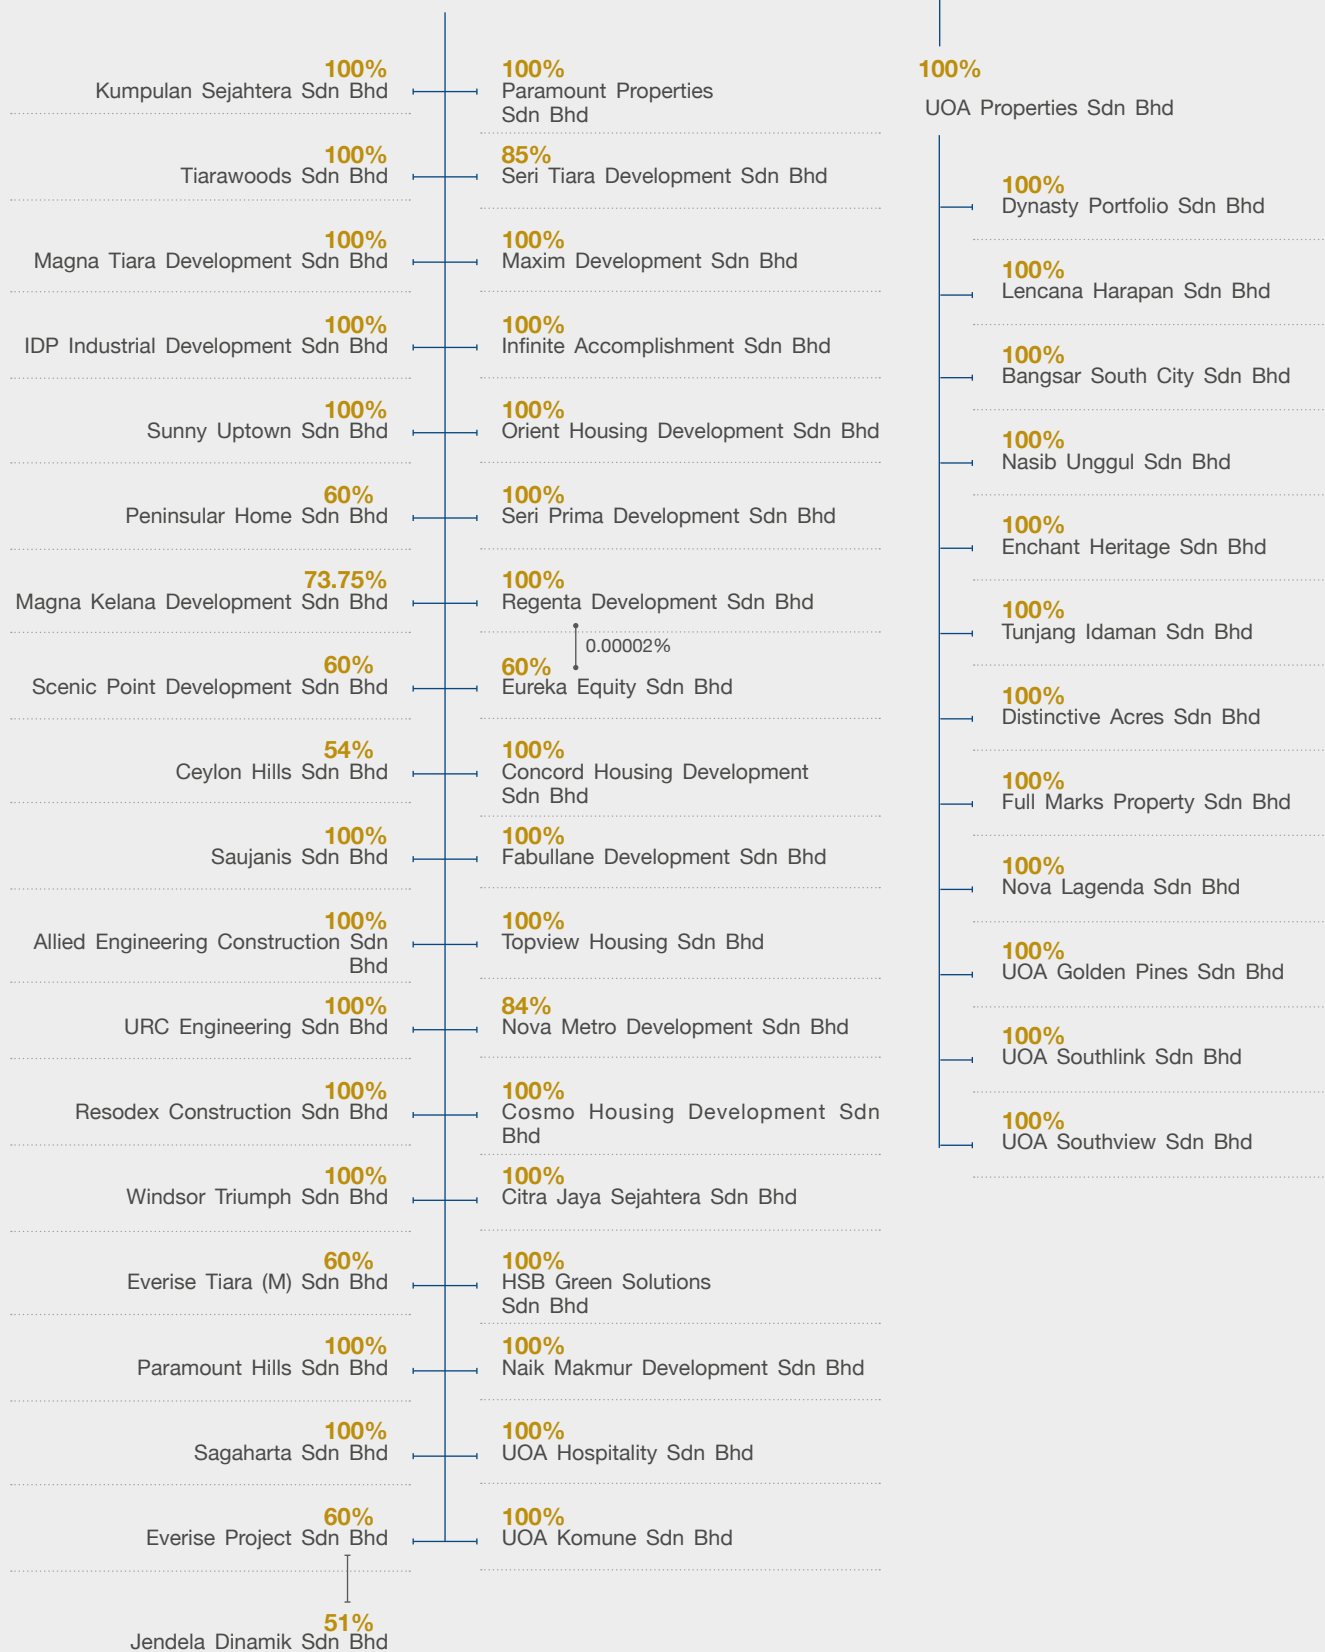 100%
Kumpulan Sejahtera Sdn Bhd
100%
Tiarawoods Sdn Bhd
100%
Magna Tiara Development Sdn Bhd
100%
IDP Industrial Development Sdn Bhd
100%
Sunny Uptown Sdn Bhd
60%
Peninsular Home Sdn Bhd
73.75%
Magna Kelana Development Sdn Bhd
60%
Scenic Point Development Sdn Bhd
54%
Ceylon Hills Sdn Bhd
100%
Saujanis Sdn Bhd
100%
Allied Engineering Construction Sdn
Bhd
100%
URC Engineering Sdn Bhd
100%
Resodex Construction Sdn Bhd
100%
Windsor Triumph Sdn Bhd
60%
Everise Tiara (M) Sdn Bhd
100%
Paramount Hills Sdn Bhd
100%
Sagaharta Sdn Bhd
60%
Everise Project Sdn Bhd
51%
Jendela Dinamik Sdn Bhd
100%
Paramount Properties
Sdn Bhd
85%
Seri Tiara Development Sdn Bhd
100%
Maxim Development Sdn Bhd
100%
Infinite Accomplishment Sdn Bhd
100%
Orient Housing Development Sdn Bhd
100%
Seri Prima Development Sdn Bhd
100%
Regenta Development Sdn Bhd
0.00002%
60%
Eureka Equity Sdn Bhd
100%
Concord Housing Development
Sdn Bhd
100%
Fabullane Development Sdn Bhd
100%
Topview Housing Sdn Bhd
84%
Nova Metro Development Sdn Bhd
100%
Cosmo Housing Development Sdn
Bhd
100%
Citra Jaya Sejahtera Sdn Bhd
100%
HSB Green Solutions
Sdn Bhd
100%
Naik Makmur Development Sdn Bhd
100%
UOA Hospitality Sdn Bhd
100%
UOA Komune Sdn Bhd
100%
UOA Properties Sdn Bhd
100%
Dynasty Portfolio Sdn Bhd
100%
Lencana Harapan Sdn Bhd
100%
Bangsar South City Sdn Bhd
100%
Nasib Unggul Sdn Bhd
100%
Enchant Heritage Sdn Bhd
100%
Tunjang Idaman Sdn Bhd
100%
Distinctive Acres Sdn Bhd
100%
Full Marks Property Sdn Bhd
100%
Nova Lagenda Sdn Bhd
100%
UOA Golden Pines Sdn Bhd
100%
UOA Southlink Sdn Bhd
100%
UOA Southview Sdn Bhd